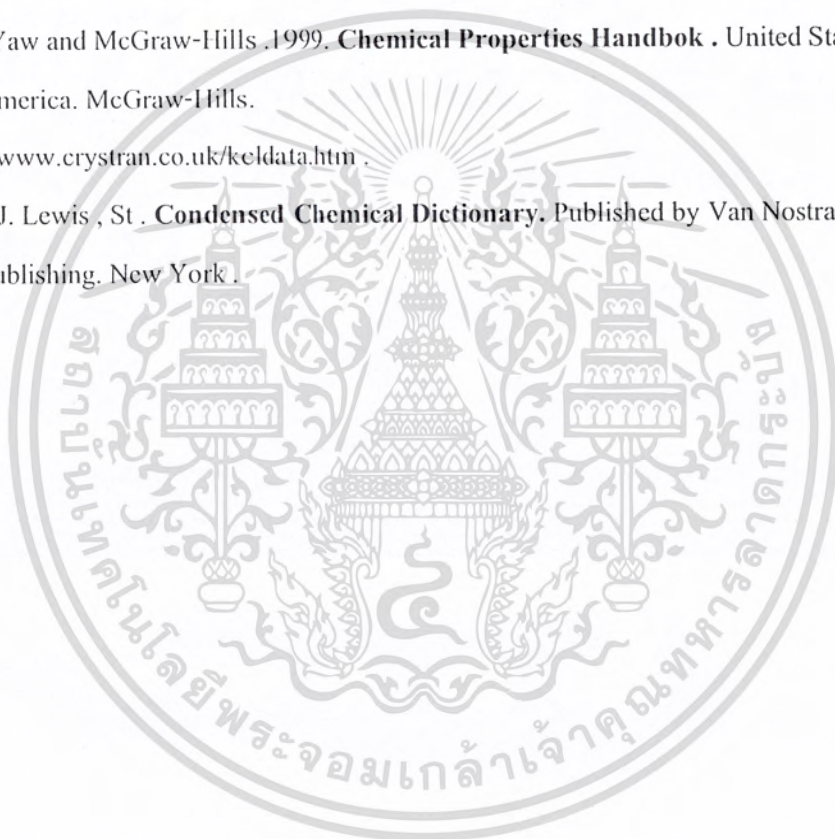 Yaw and McGraw-Hills .1999. Chemical Properties Handbok . United Sta
merica. McGraw-Hills.
www.crystran.co.uk/kcldata.htm .
J. Lewis , St . Condensed Chemical Dictionary. Published by Van Nostra
ublishing. New York .
สถาบันเทคโนโลยีพระจอมเกล้าเจ้าคุณทหารลาดกระบัง